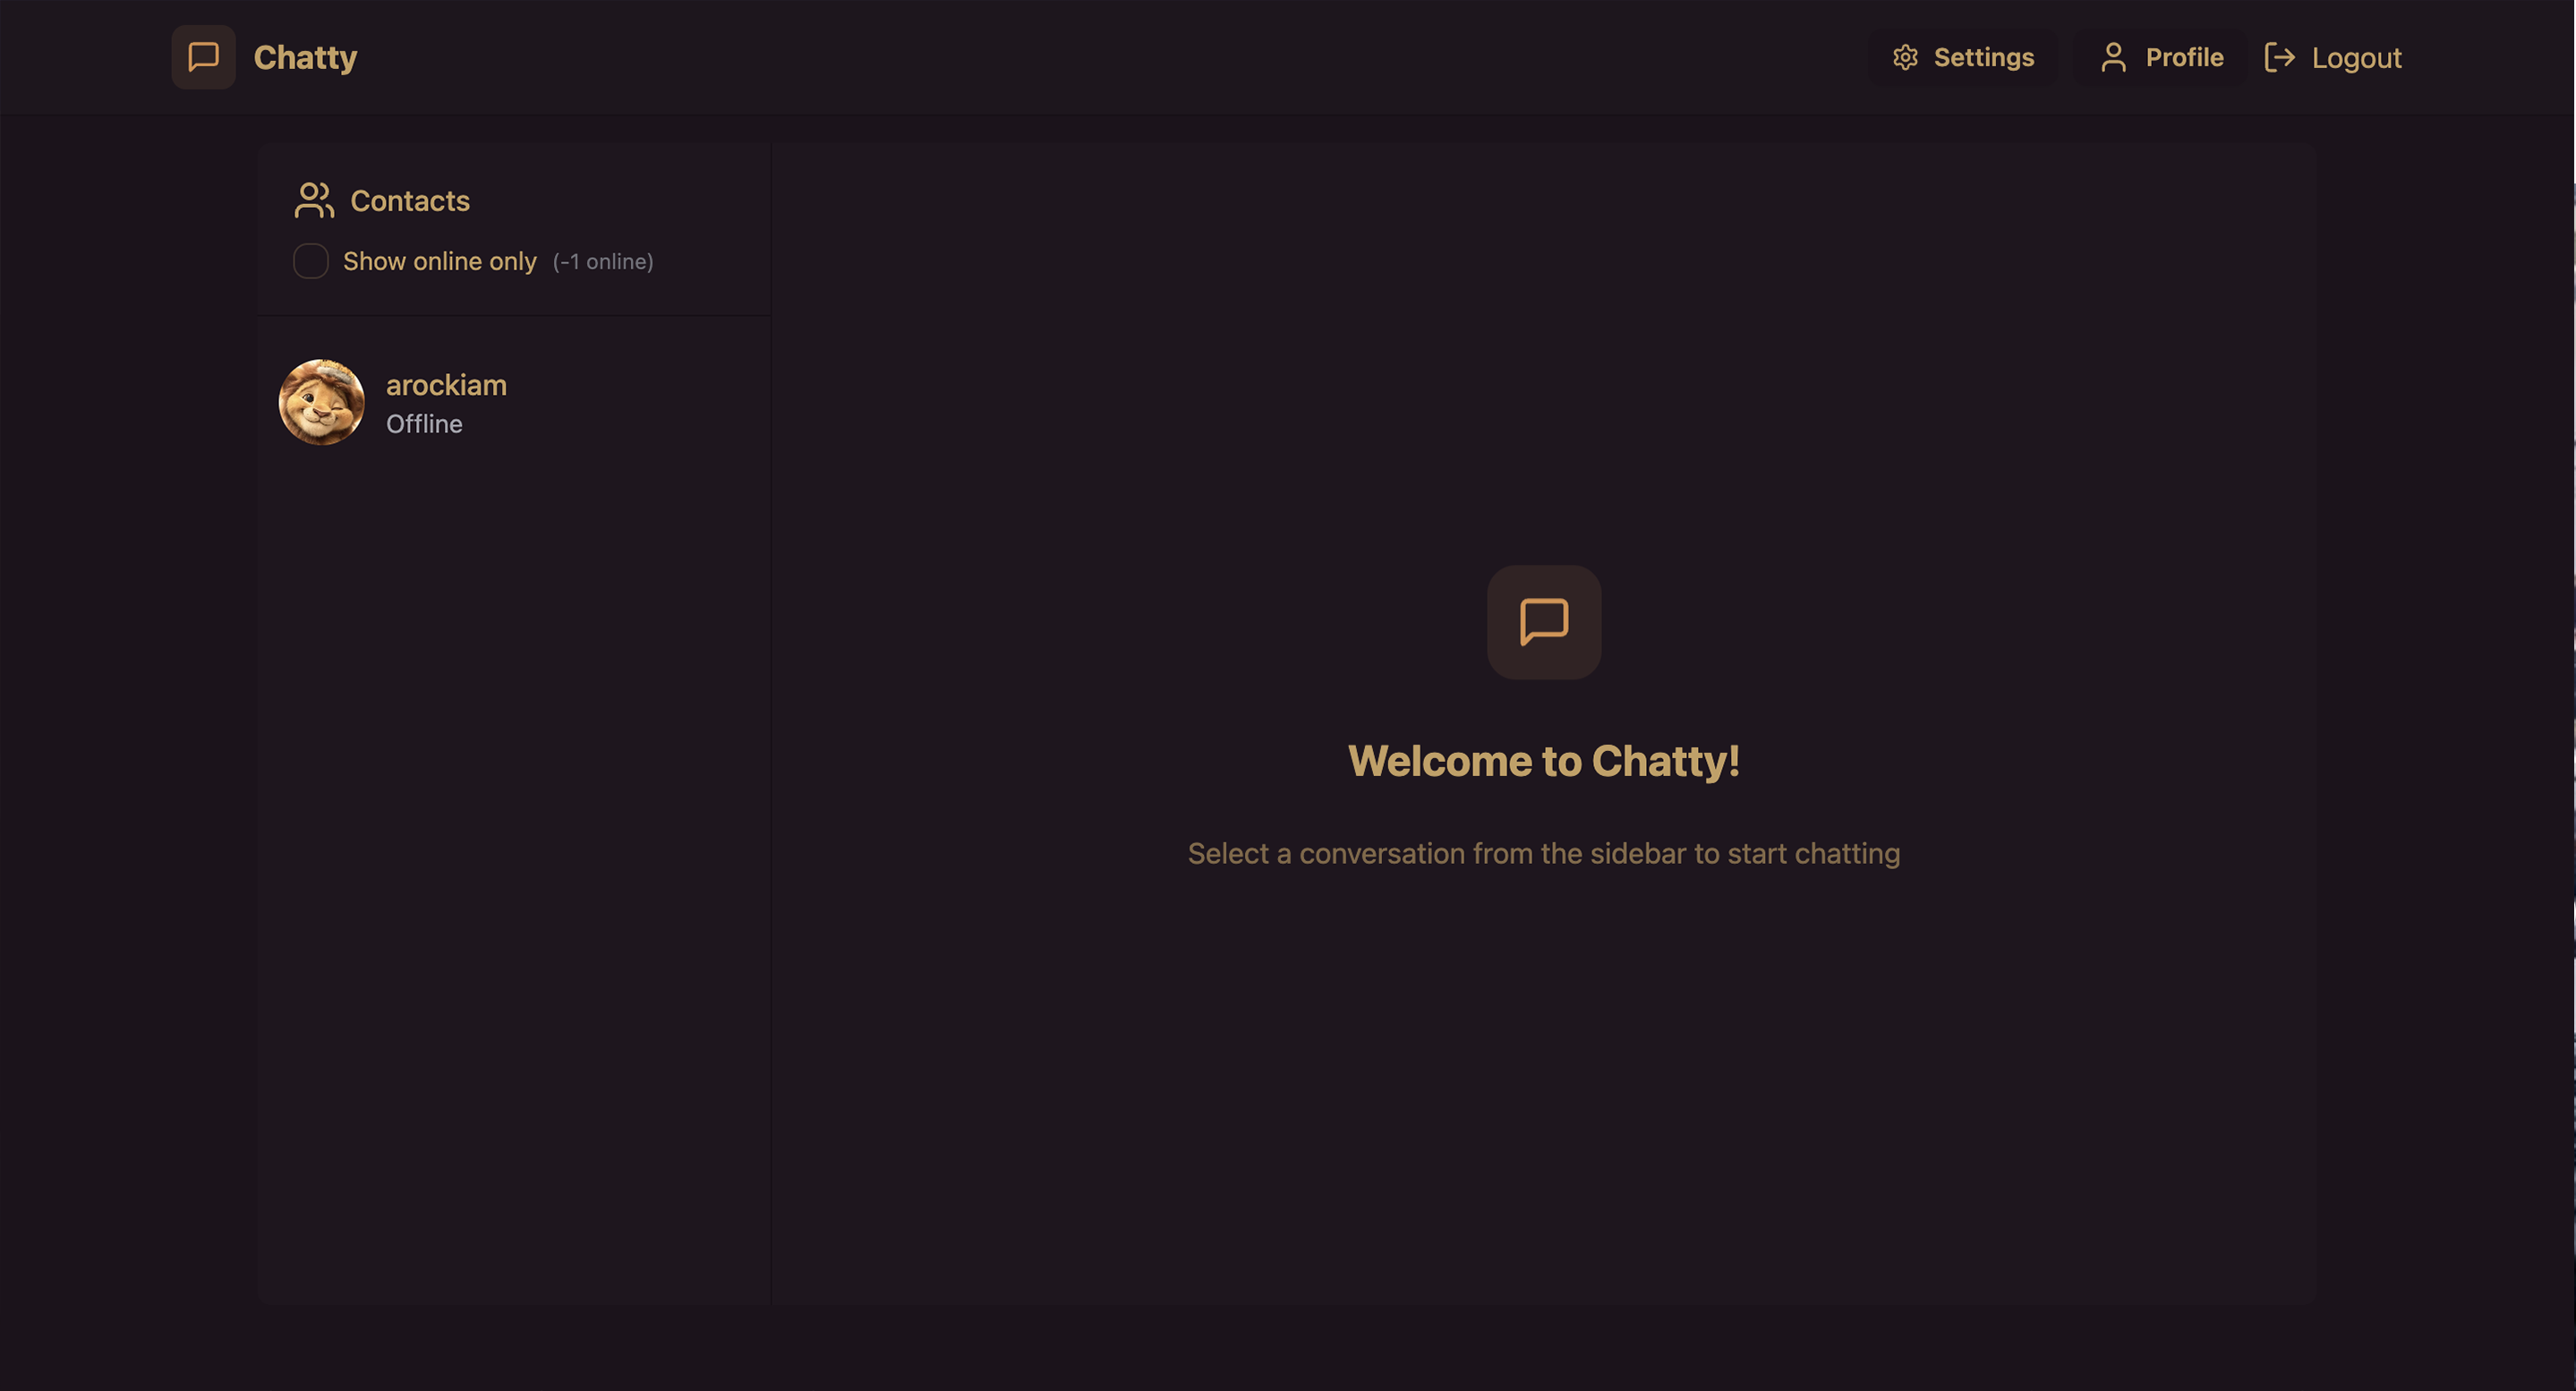 Chatty
Settings
Profile
Logout
Contacts
Show online only (-1 online)
arockiam
Offline
Welcome to Chatty!
Select a conversation from the sidebar to start chatting